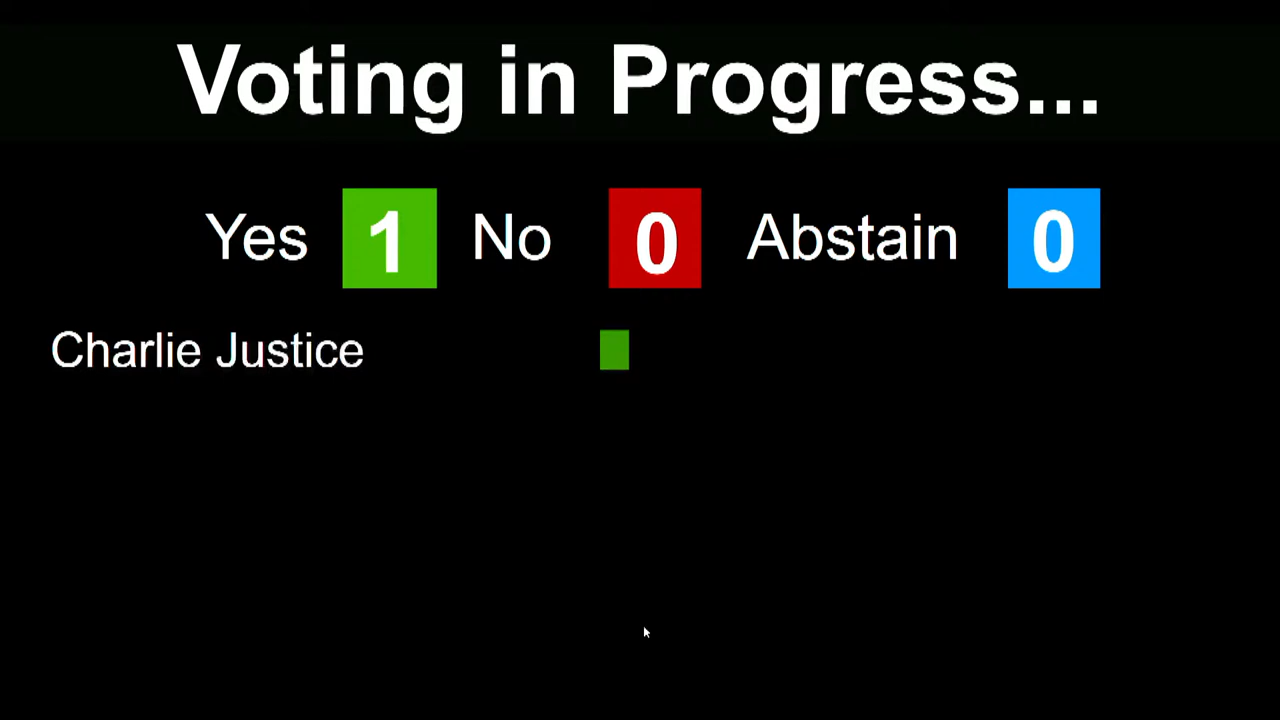 Voting in Progress...
Yes 1 No 0 Abstain 0
Charlie Justice